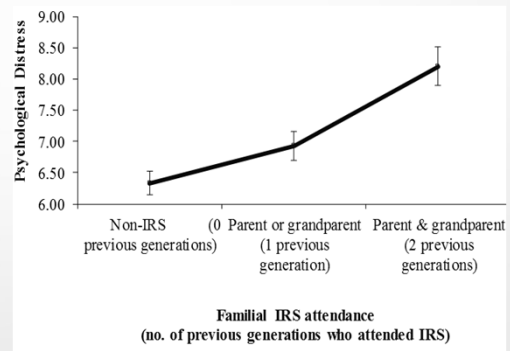 9.00
8.50
8.00
7.50
7.00
6.50
6.00
Psychological Distress
Non-IRS (0 Parent or grandparent Parent & grandparent
previous generations) (1 previous (2 previous
generation) generations)
Familial IRS attendance
(no. of previous generations who attended IRS)